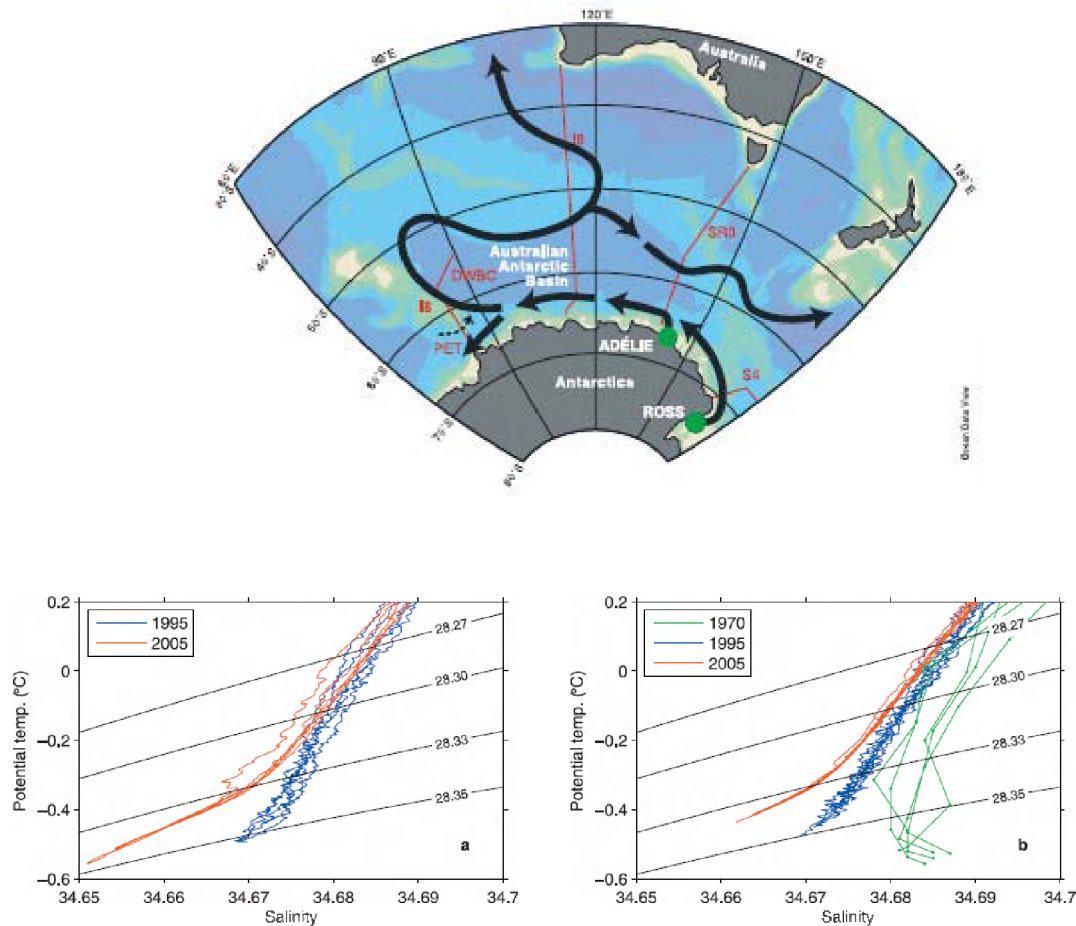 120°E
90°E
150°E
Australia
180°E
I9
40°S
SR3
Australian
Antarctic
Basin
DWBC
50°S
I8
PET
ADÉLIE
60°S
Antarctica
S4
ROSS
70°S
80°S
Ocean Data View
0.2
0
−0.2
−0.4
−0.6
Potential temp. (°C)
1995
2005
28.27
28.30
28.33
28.35
a
34.65
34.66
34.67
34.68
34.69
34.7
Salinity
0.2
0
−0.2
−0.4
−0.6
Potential temp. (°C)
1970
1995
2005
28.27
28.30
28.33
28.35
b
34.65
34.66
34.67
34.68
34.69
34.7
Salinity